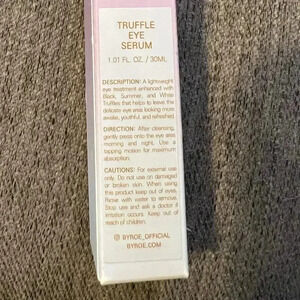 TRUFFLE
EYE
SERUM
1.01 FL. OZ. / 30ML
DESCRIPTION: A lightweight
eye treatment enhanced with
Black, Summer, and White
Truffles that helps to leave the
delicate eye area looking more
awake, youthful, and refreshed.
DIRECTION: After cleansing,
gently press onto the eye area
morning and night. Use a
tapping motion for maximum
absorption.
CAUTIONS: For external use
only. Do not use on damaged
or broken skin. When using
this product keep out of eyes.
Rinse with water to remove.
Stop use and ask a doctor if
irritation occurs. Keep out of
reach of children.
BYROE_OFFICIAL
BYROE.COM